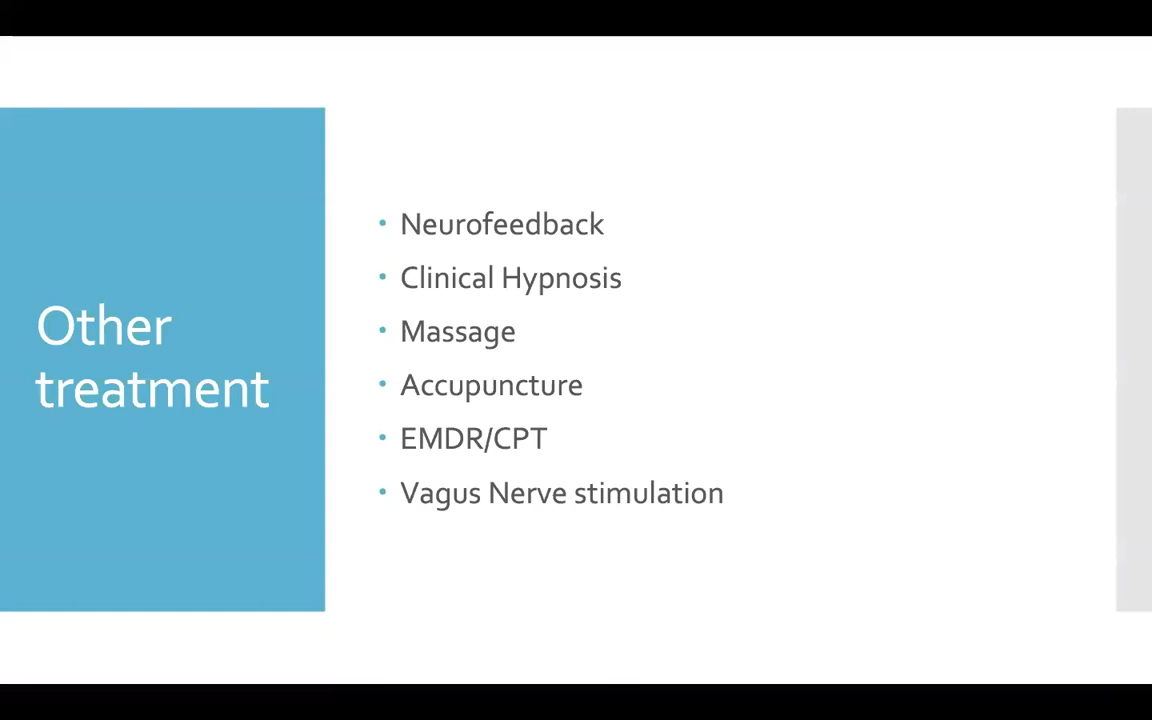 Other
treatment
• Neurofeedback
• Clinical Hypnosis
• Massage
• Accupuncture
• EMDR/CPT
• Vagus Nerve stimulation